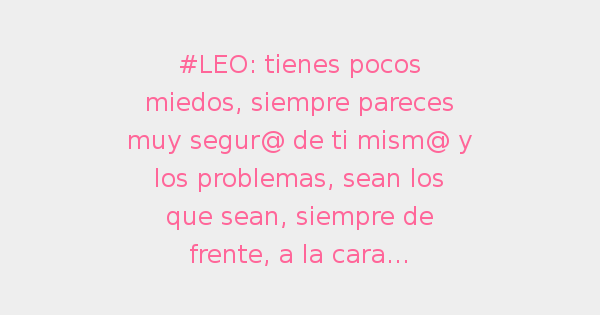 #LEO: tienes pocos
miedos, siempre pareces
muy segur@ de ti mism@ y
los problemas, sean los
que sean, siempre de
frente, a la cara...